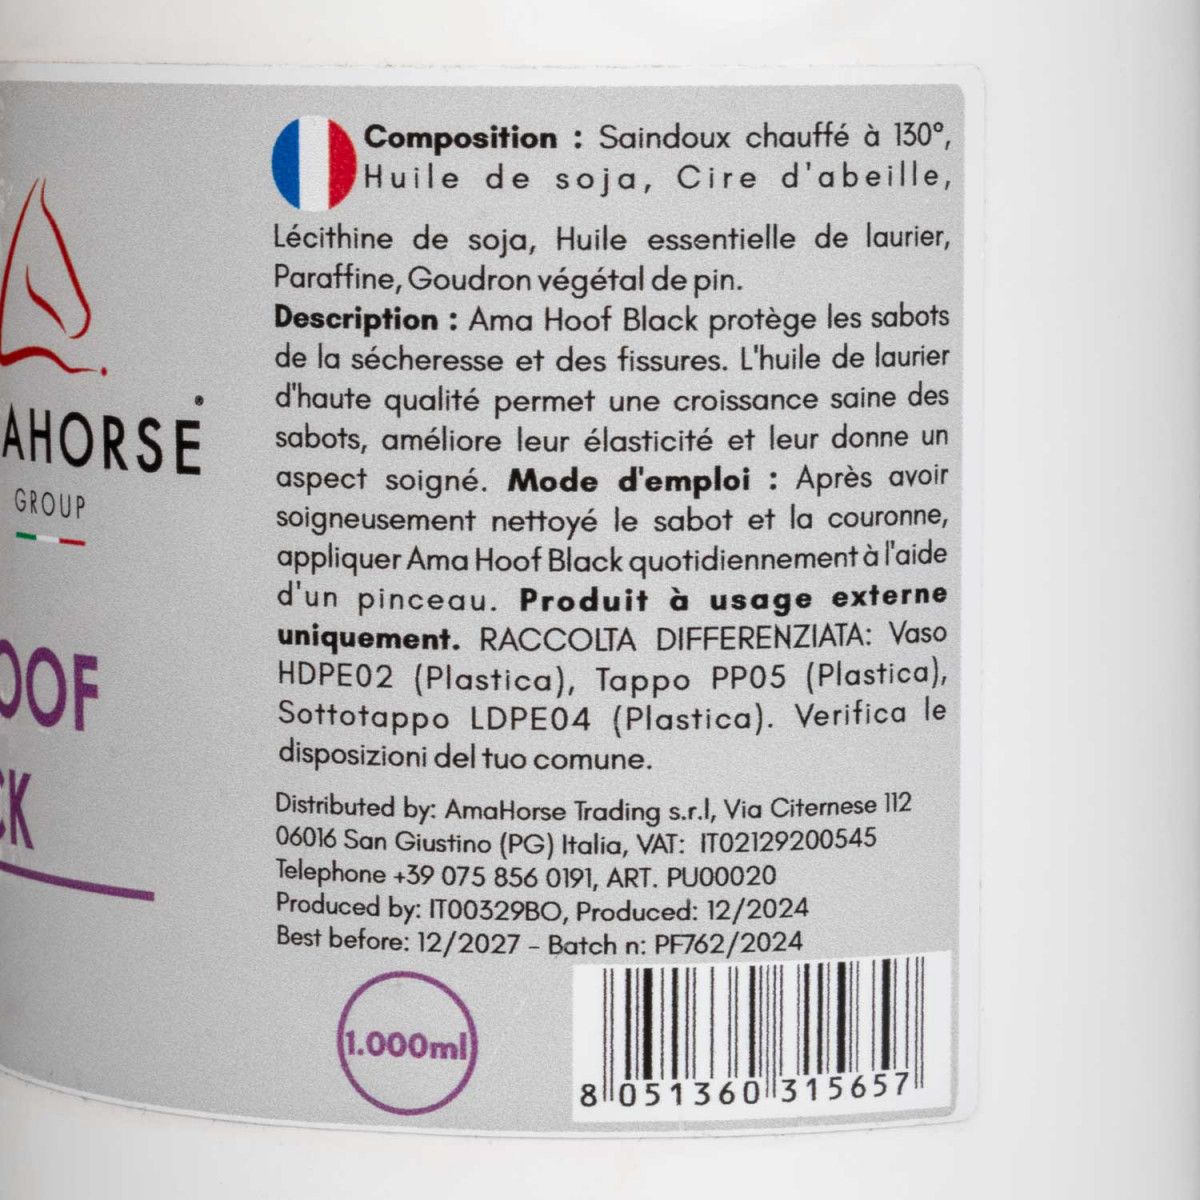 AHORSE®
GROUP
OOF
CK
Composition : Saindoux chauffé à 130°,
Huile de soja, Cire d'abeille,
Lécithine de soja, Huile essentielle de laurier,
Paraffine, Goudron végétal de pin.
Description : Ama Hoof Black protège les sabots
de la sécheresse et des fissures. L'huile de laurier
d'haute qualité permet une croissance saine des
sabots, améliore leur élasticité et leur donne un
aspect soigné. Mode d'emploi : Après avoir
soigneusement nettoyé le sabot et la couronne,
appliquer Ama Hoof Black quotidiennement à l'aide
d'un pinceau. Produit à usage externe
uniquement. RACCOLTA DIFFERENZIATA: Vaso
HDPE02 (Plastica), Tappo PP05 (Plastica),
Sottotappo LDPE04 (Plastica). Verifica le
disposizioni del tuo comune.
Distributed by: AmaHorse Trading s.r.l, Via Citernese 112
06016 San Giustino (PG) Italia, VAT: IT02129200545
Telephone +39 075 856 0191, ART. PU00020
Produced by: IT00329BO, Produced: 12/2024
Best before: 12/2027 - Batch n: PF762/2024
1.000ml
8 051360 315657